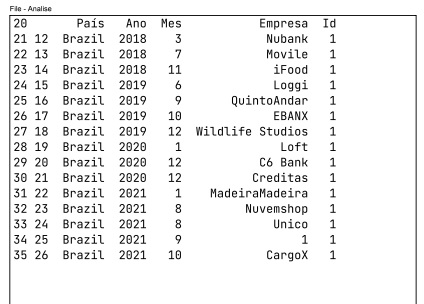 File - Analise
20 País Ano Mes Empresa Id
21 12 Brazil 2018 3 Nubank 1
22 13 Brazil 2018 7 Movile 1
23 14 Brazil 2018 11 iFood 1
24 15 Brazil 2019 6 Loggi 1
25 16 Brazil 2019 9 QuintoAndar 1
26 17 Brazil 2019 10 EBANX 1
27 18 Brazil 2019 12 Wildlife Studios 1
28 19 Brazil 2020 1 Loft 1
29 20 Brazil 2020 12 C6 Bank 1
30 21 Brazil 2020 12 Creditas 1
31 22 Brazil 2021 1 MadeiraMadeira 1
32 23 Brazil 2021 8 Nuvemshop 1
33 24 Brazil 2021 8 Unico 1
34 25 Brazil 2021 9 1 1
35 26 Brazil 2021 10 CargoX 1